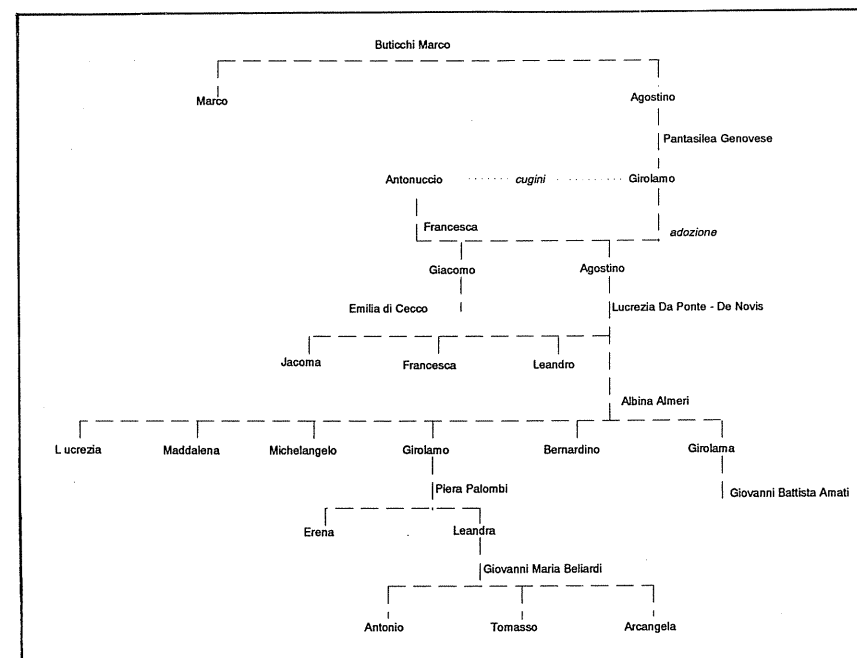 Buticchi Marco
Marco Agostino
Pantasilea Genovese
Antonuccio cugini Girolamo
Francesca adozione
Giacomo Agostino
Emilia di Cecco Lucrezia Da Ponte - De Novis
Jacoma Francesca Leandro
Albina Almeri
Lucrezia Maddalena Michelangelo Girolamo Bernardino Girolama
Piera Palombi Giovanni Battista Amati
Erena Leandra
Giovanni Maria Beliardi
Antonio Tomasso Arcangela